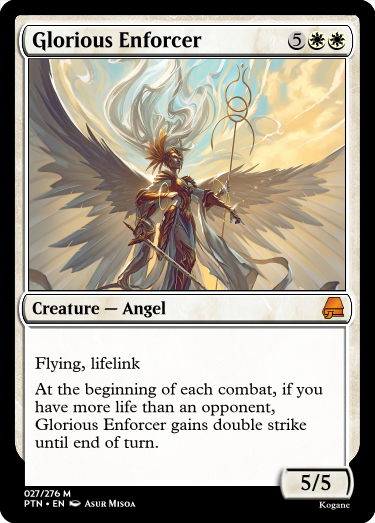 Glorious Enforcer 5
Creature — Angel
Flying, lifelink
At the beginning of each combat, if you
have more life than an opponent,
Glorious Enforcer gains double strike
until end of turn.
5/5
027/276 M
PTN • EN Asur Misoa
Kogane